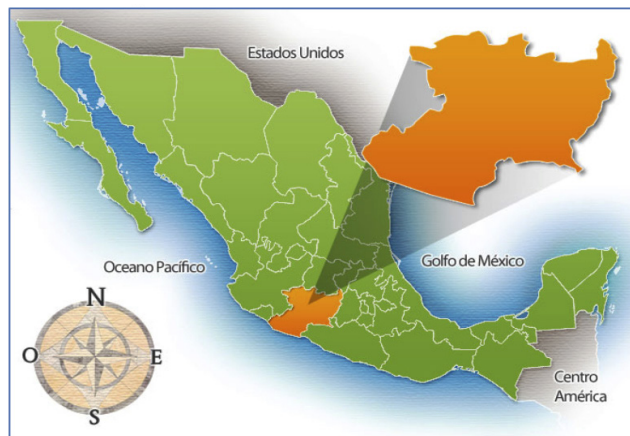 Estados Unidos
Oceano Pacífico
Golfo de México
N
O
E
S
Centro
América